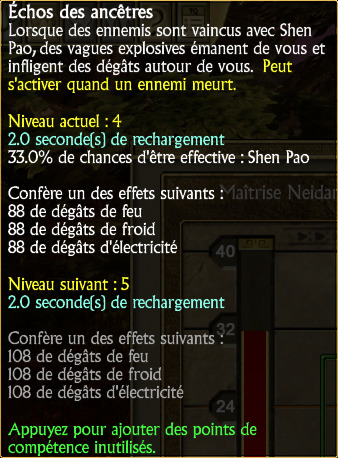 Échos des ancêtres
Lorsque des ennemis sont vaincus avec Shen
Pao, des vagues explosives émanent de vous et
infligent des dégâts autour de vous. Peut
s'activer quand un ennemi meurt.
Niveau actuel : 4
2.0 seconde(s) de rechargement
33.0% de chances d'être effective : Shen Pao
Confère un des effets suivants :
88 de dégâts de feu
88 de dégâts de froid
88 de dégâts d'électricité
Niveau suivant : 5
2.0 seconde(s) de rechargement
Confère un des effets suivants :
108 de dégâts de feu
108 de dégâts de froid
108 de dégâts d'électricité
Appuyez pour ajouter des points de
compétence inutilisés.
Maîtrise Neidan
40
32
24